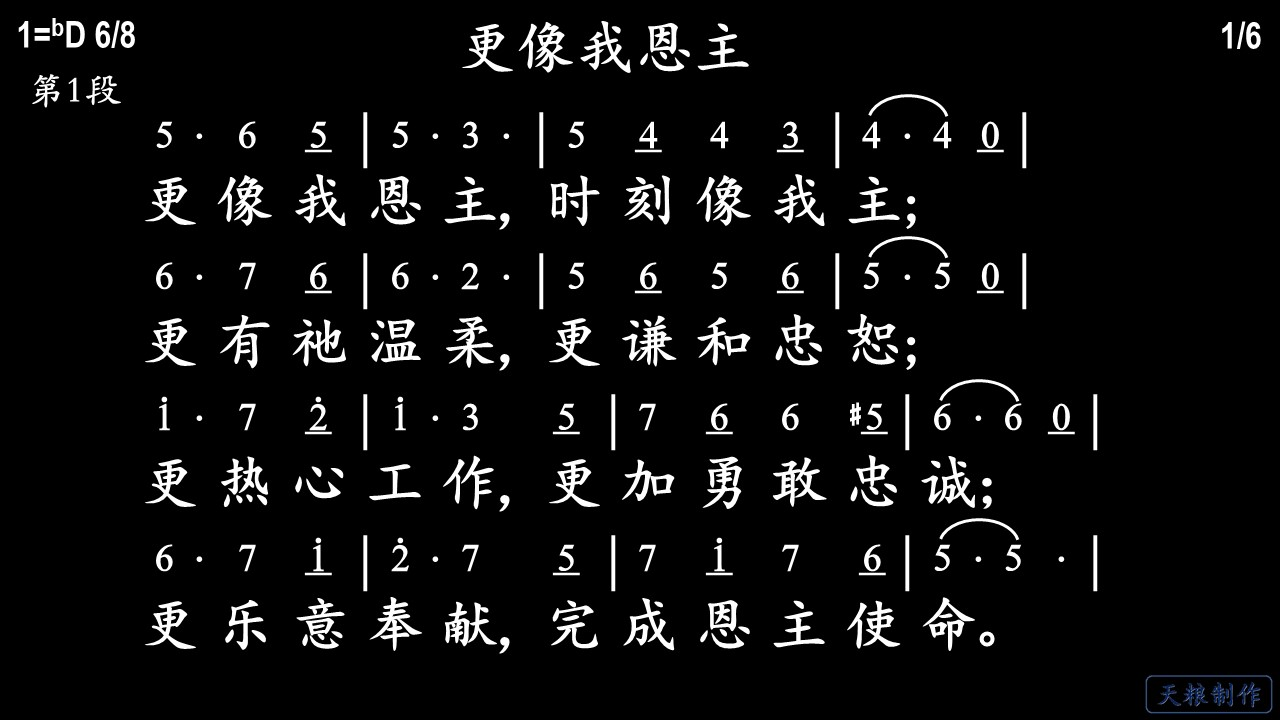 1=ᵇD 6/8
更像我恩主
1/6
第1段
5 · 6 5 | 5 · 3 · | 5 4 4 3 | 4 · 4 0 |
更像我恩主,时刻像我主;
6 · 7 6 | 6 · 2 · | 5 6 5 6 | 5 · 5 0 |
更有祂温柔,更谦和忠恕;
i · 7 2̇ | i · 3 5 | 7 6 6 #5 | 6 · 6 0 |
更热心工作,更加勇敢忠诚;
6 · 7 i | 2̇ · 7 5 | 7 i 7 6 | 5 · 5 · |
更乐意奉献,完成恩主使命。
天粮制作